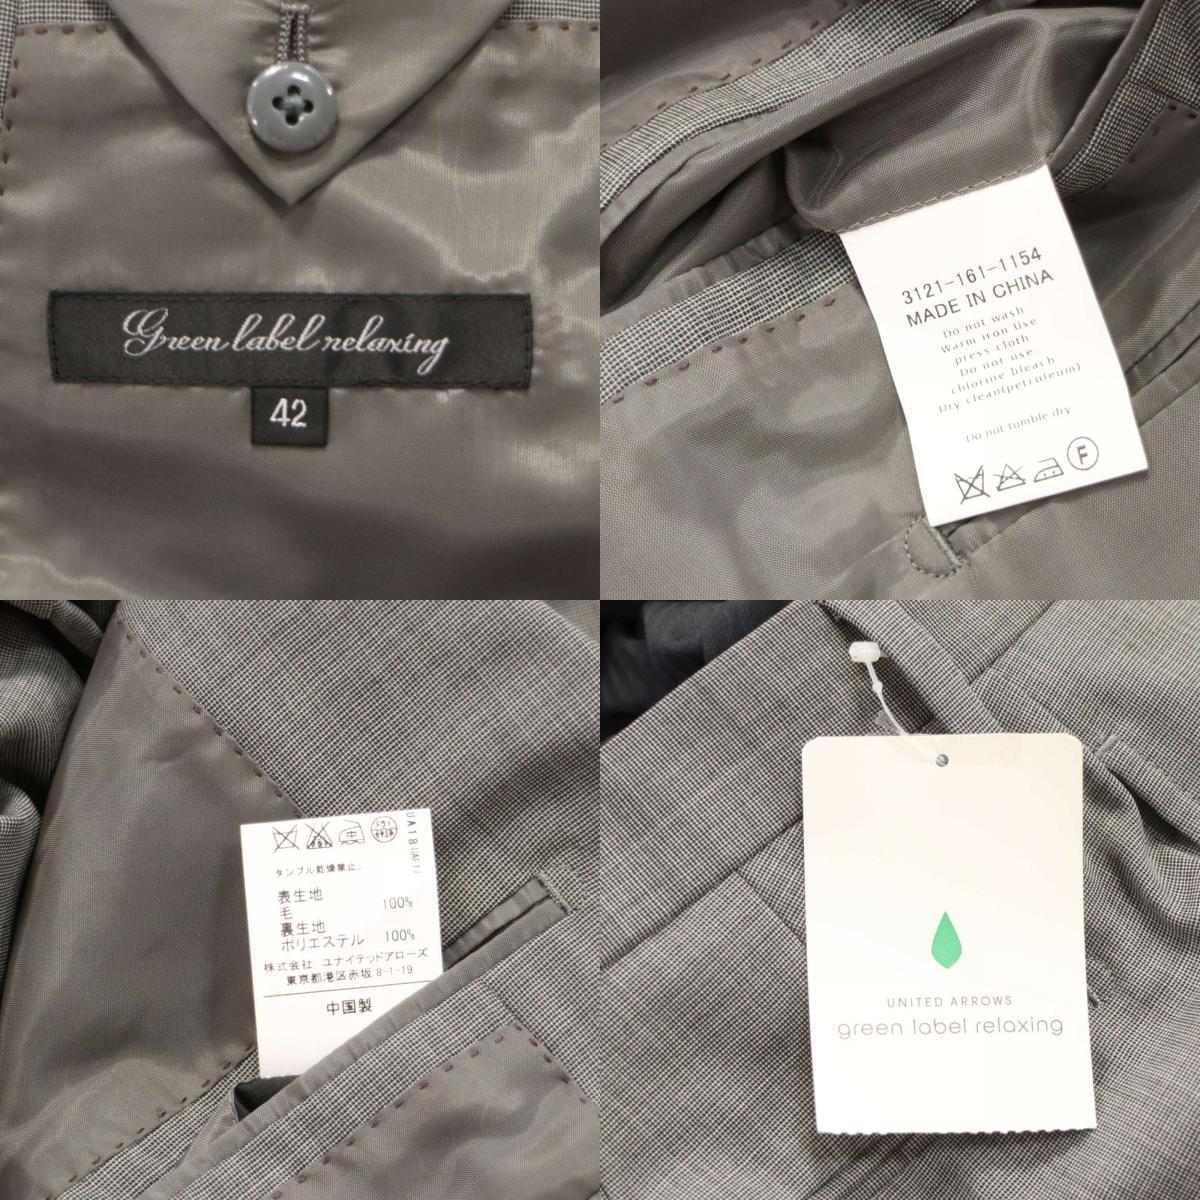 Green label relaxing
42
3121-161-1154
MADE IN CHINA
Do not wash
Warm iron Use
press cloth
Do not use
chlorine bleach
Dry clean(petroleum)
Do not tumble dry
F
タンブル乾燥禁止。
表生地
毛 100%
裏生地
ポリエステル 100%
株式会社 ユナイテッドアローズ
東京都港区赤坂 8-1-19
中国製
UA18
UNITED ARROWS
green label relaxing